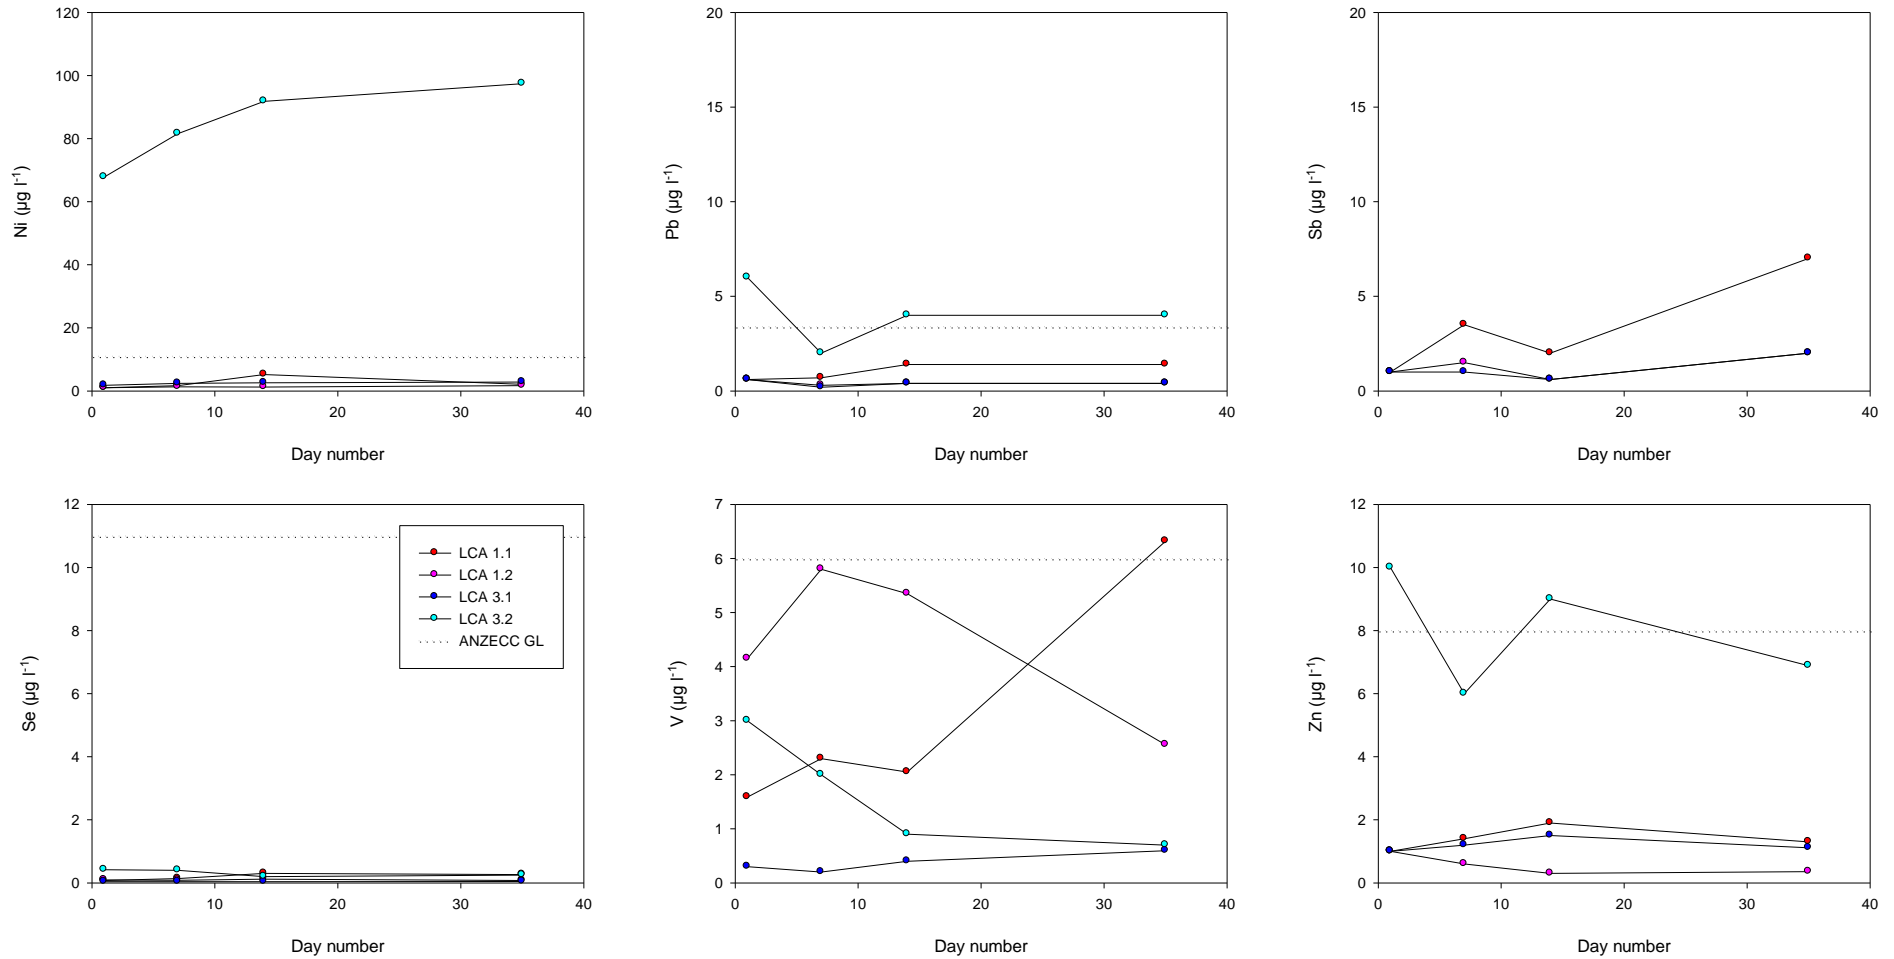 Ni (µg l-1)
120
100
80
60
40
20
0
0 10 20 30 40
Day number
Pb (µg l-1)
20
15
10
5
0
0 10 20 30 40
Day number
Sb (µg l-1)
20
15
10
5
0
0 10 20 30 40
Day number
Se (µg l-1)
12
10
8
6
4
2
0
0 10 20 30 40
Day number
LCA 1.1
LCA 1.2
LCA 3.1
LCA 3.2
ANZECC GL
V (µg l-1)
7
6
5
4
3
2
1
0
0 10 20 30 40
Day number
Zn (µg l-1)
12
10
8
6
4
2
0
0 10 20 30 40
Day number